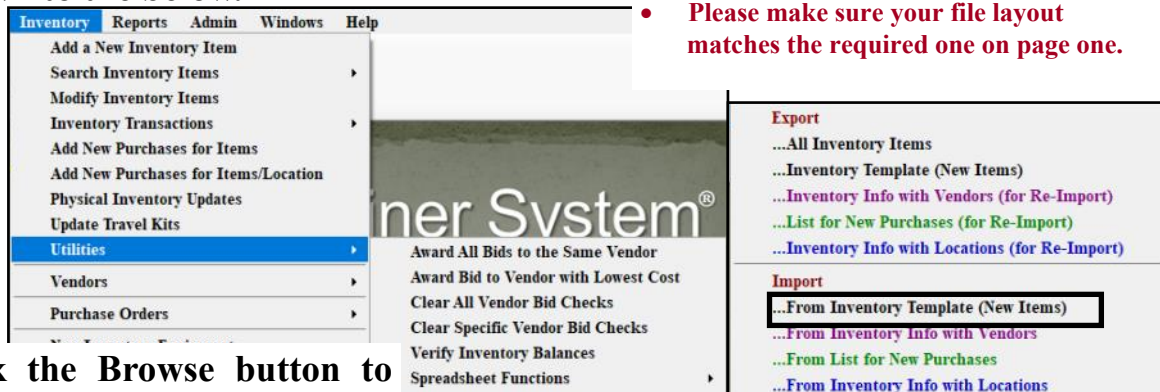 Inventory Reports Admin Windows Help
Add a New Inventory Item
Search Inventory Items
Modify Inventory Items
Inventory Transactions
Add New Purchases for Items
Add New Purchases for Items/Location
Physical Inventory Updates
Update Travel Kits
Utilities
Vendors
Purchase Orders
the Browse button to
• Please make sure your file layout
matches the required one on page one.
ner System®
Award All Bids to the Same Vendor
Award Bid to Vendor with Lowest Cost
Clear All Vendor Bid Checks
Clear Specific Vendor Bid Checks
Verify Inventory Balances
Spreadsheet Functions
Export
...All Inventory Items
...Inventory Template (New Items)
...Inventory Info with Vendors (for Re-Import)
...List for New Purchases (for Re-Import)
...Inventory Info with Locations (for Re-Import)
Import
...From Inventory Template (New Items)
...From Inventory Info with Vendors
...From List for New Purchases
...From Inventory Info with Locations